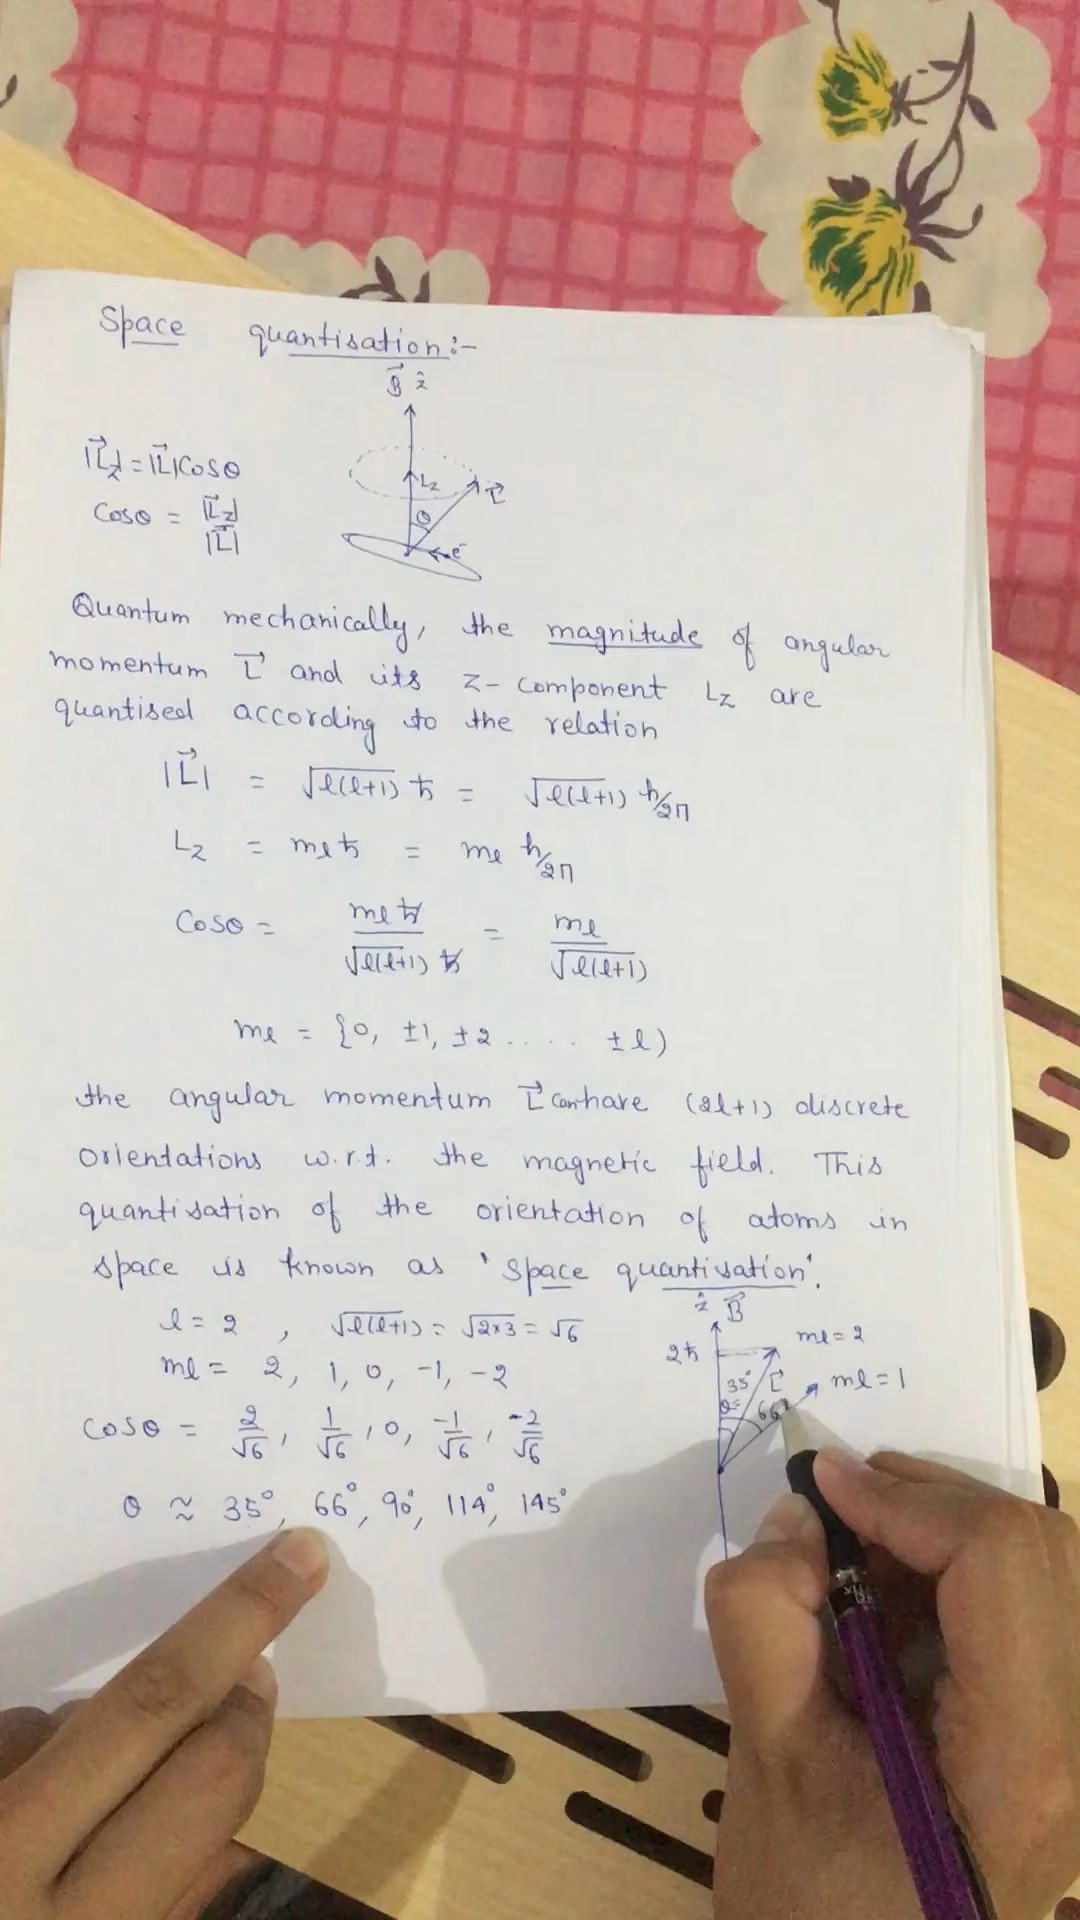 Space quantisation:-
B⃗ ẑ
|L⃗z| = |L⃗|Cosθ
Cosθ = |L⃗z|/|L⃗|
Lz
L⃗
θ
e⁻
Quantum mechanically, the magnitude of angular
momentum L⃗ and its z-component Lz are
quantised according to the relation
|L⃗| = √l(l+1) ħ = √l(l+1) h/2π
Lz = mlħ = ml h/2π
Cosθ = mlħ/√l(l+1) ħ = ml/√l(l+1)
ml = {0, ±1, ±2 ..... ±l)
the angular momentum L⃗ can have (2l+1) discrete
orientations w.r.t. the magnetic field. This
quantisation of the orientation of atoms in
space is known as 'space quantisation'.
l = 2 , √l(l+1) = √2×3 = √6
ml = 2, 1, 0, -1, -2
Cosθ = 2/√6, 1/√6, 0, -1/√6, -2/√6
θ ≈ 35°, 66°, 90°, 114°, 145°
ẑ B⃗
2ħ
ml = 2
35°
L⃗
ml = 1
θ=
66